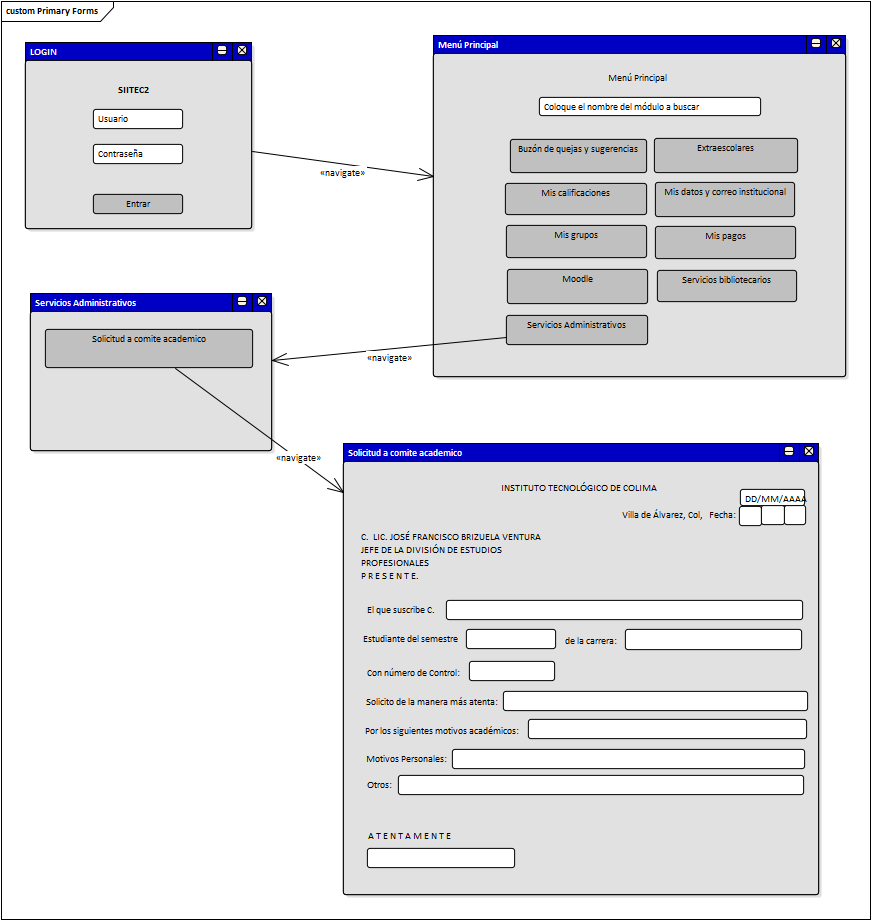 custom Primary Forms
LOGIN
SIITEC2
Usuario
Contraseña
Entrar
«navigate»
Menú Principal
Menú Principal
Coloque el nombre del módulo a buscar
Buzón de quejas y sugerencias
Extraescolares
Mis calificaciones
Mis datos y correo institucional
Mis grupos
Mis pagos
Moodle
Servicios bibliotecarios
Servicios Administrativos
«navigate»
Servicios Administrativos
Solicitud a comite academico
«navigate»
Solicitud a comite academico
INSTITUTO TECNOLÓGICO DE COLIMA
DD/MM/AAAA
Villa de Álvarez, Col, Fecha:
C. LIC. JOSÉ FRANCISCO BRIZUELA VENTURA
JEFE DE LA DIVISIÓN DE ESTUDIOS
PROFESIONALES
P R E S E N T E.
El que suscribe C.
Estudiante del semestre de la carrera:
Con número de Control:
Solicito de la manera más atenta:
Por los siguientes motivos académicos:
Motivos Personales:
Otros:
A T E N T A M E N T E